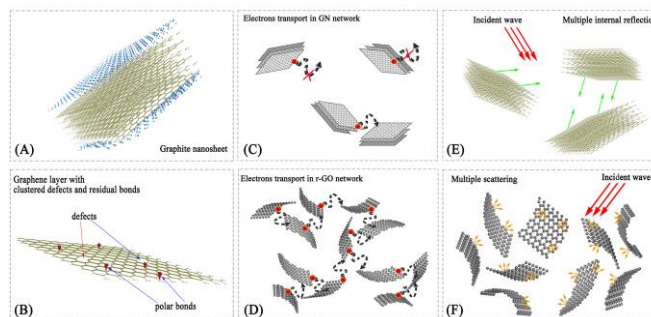 (A)
Graphite nanosheet
Graphene layer with
clustered defects and residual bonds
defects
polar bonds
(B)
Electrons transport in GN network
(C)
Electrons transport in r-GO network
(D)
Incident wave
Multiple internal reflection
(E)
Multiple scattering
Incident wave
(F)